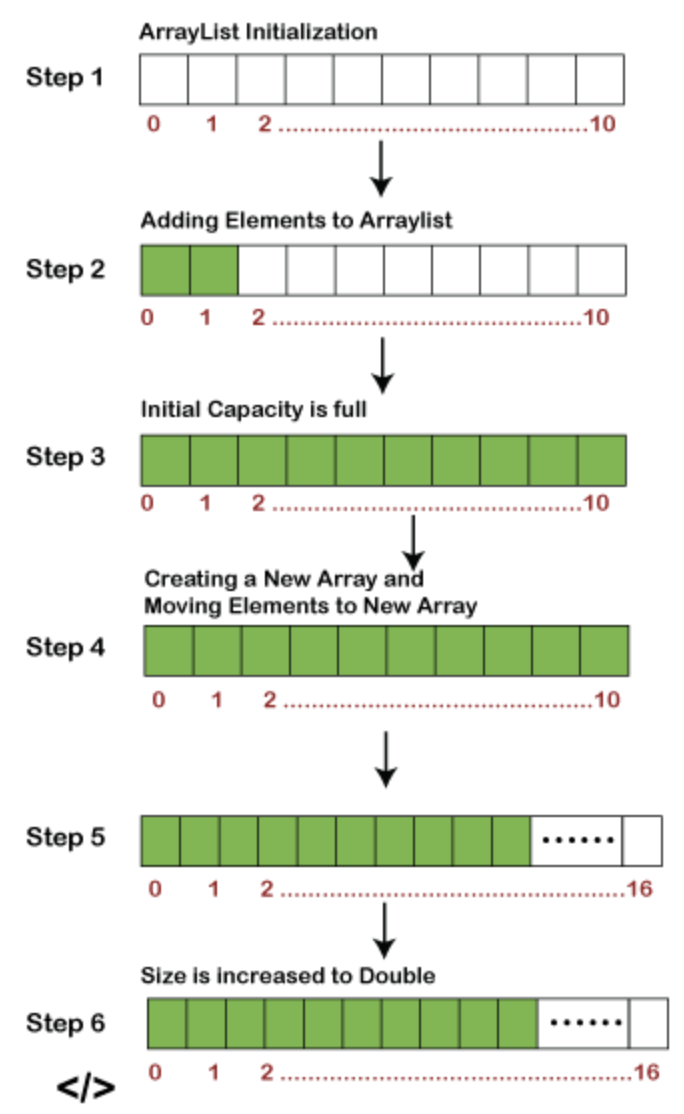 ArrayList Initialization
Step 1
0 1 2 ............................................10
Adding Elements to Arraylist
Step 2
0 1 2 ............................................10
Initial Capacity is full
Step 3
0 1 2 ............................................10
Creating a New Array and
Moving Elements to New Array
Step 4
0 1 2 ............................................10
Step 5
......
0 1 2 .................................................16
Size is increased to Double
Step 6
......
0 1 2 .................................................16
</>